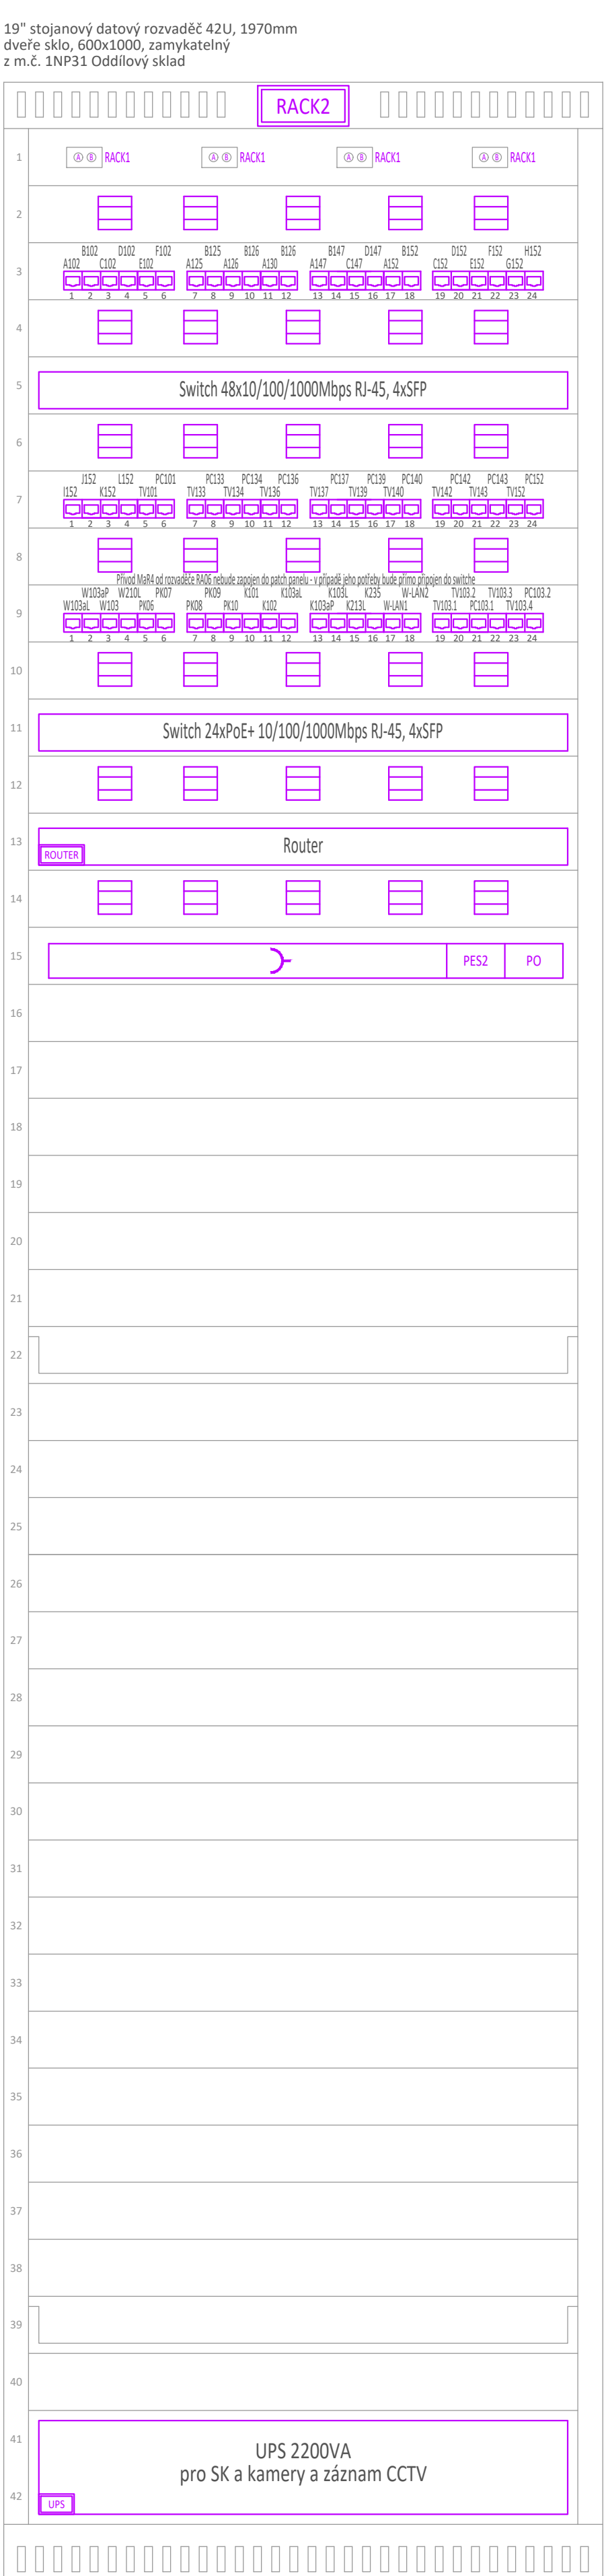 19" stojanový datový rozvaděč 42U, 1970mm
dveře sklo, 600x1000, zamykatelný
z m.č. 1NP31 Oddílový sklad
RACK2
1
A B RACK1 A B RACK1 A B RACK1 A B RACK1
2
B102 D102 F102 B125 B126 B126 B147 D147 B152 D152 F152 H152
A102 C102 E102 A125 A126 A130 A147 C147 A152 C152 E152 G152
3
1 2 3 4 5 6 7 8 9 10 11 12 13 14 15 16 17 18 19 20 21 22 23 24
4
5
Switch 48x10/100/1000Mbps RJ-45, 4xSFP
6
J152 L152 PC101 PC133 PC134 PC136 PC137 PC139 PC140 PC142 PC143 PC152
I152 K152 TV101 TV133 TV134 TV136 TV137 TV139 TV140 TV142 TV143 TV152
7
1 2 3 4 5 6 7 8 9 10 11 12 13 14 15 16 17 18 19 20 21 22 23 24
8
Přívod MaR4 od rozvaděče RA06 nebude zapojen do patch panelu - v případě jeho potřeby bude přímo připojen do switche
W103aP W210L PK07 PK09 K101 K103aL K103L K235 W-LAN2 TV103.2 TV103.3 PC103.2
W103aL W103 PK06 PK08 PK10 K102 K103aP K213L W-LAN1 TV103.1 PC103.1 TV103.4
9
1 2 3 4 5 6 7 8 9 10 11 12 13 14 15 16 17 18 19 20 21 22 23 24
10
11
Switch 24xPoE+ 10/100/1000Mbps RJ-45, 4xSFP
12
13
Router
ROUTER
14
15
PES2 PO
16
17
18
19
20
21
22
23
24
25
26
27
28
29
30
31
32
33
34
35
36
37
38
39
40
41
UPS 2200VA
pro SK a kamery a záznam CCTV
42
UPS